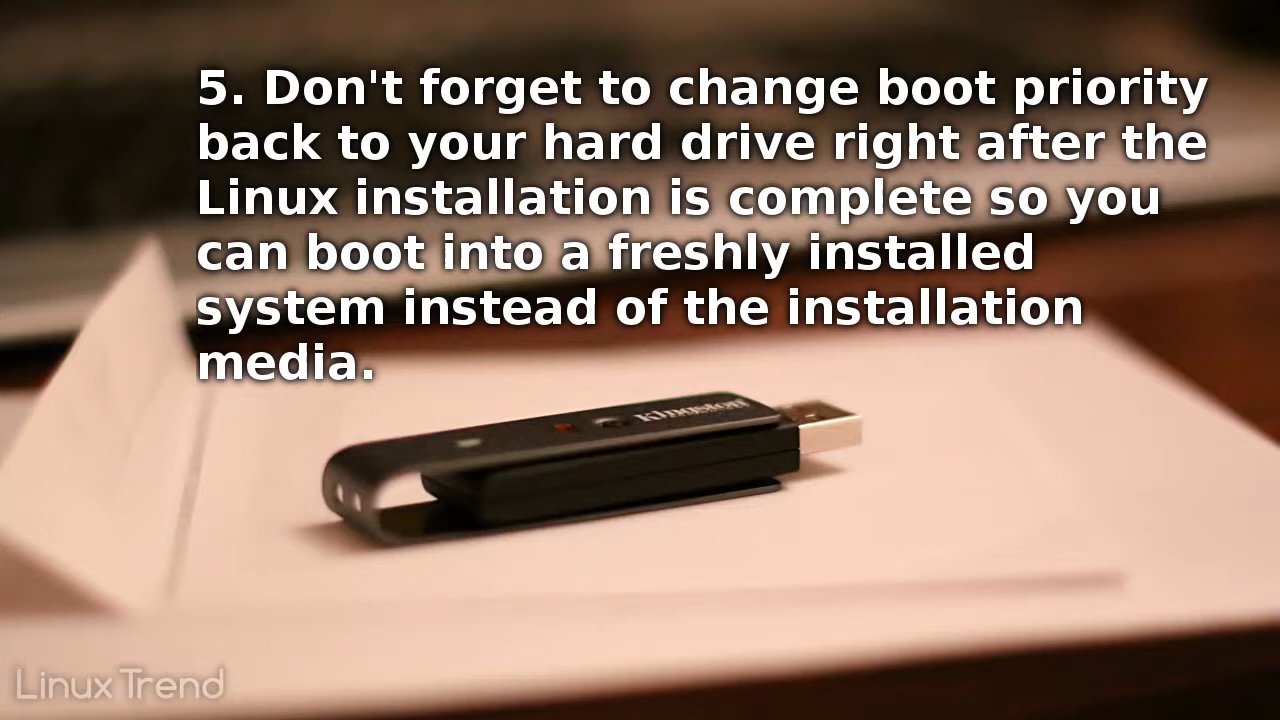 5. Don't forget to change boot priority
back to your hard drive right after the
Linux installation is complete so you
can boot into a freshly installed
system instead of the installation
media.
Kingston
Linux Trend